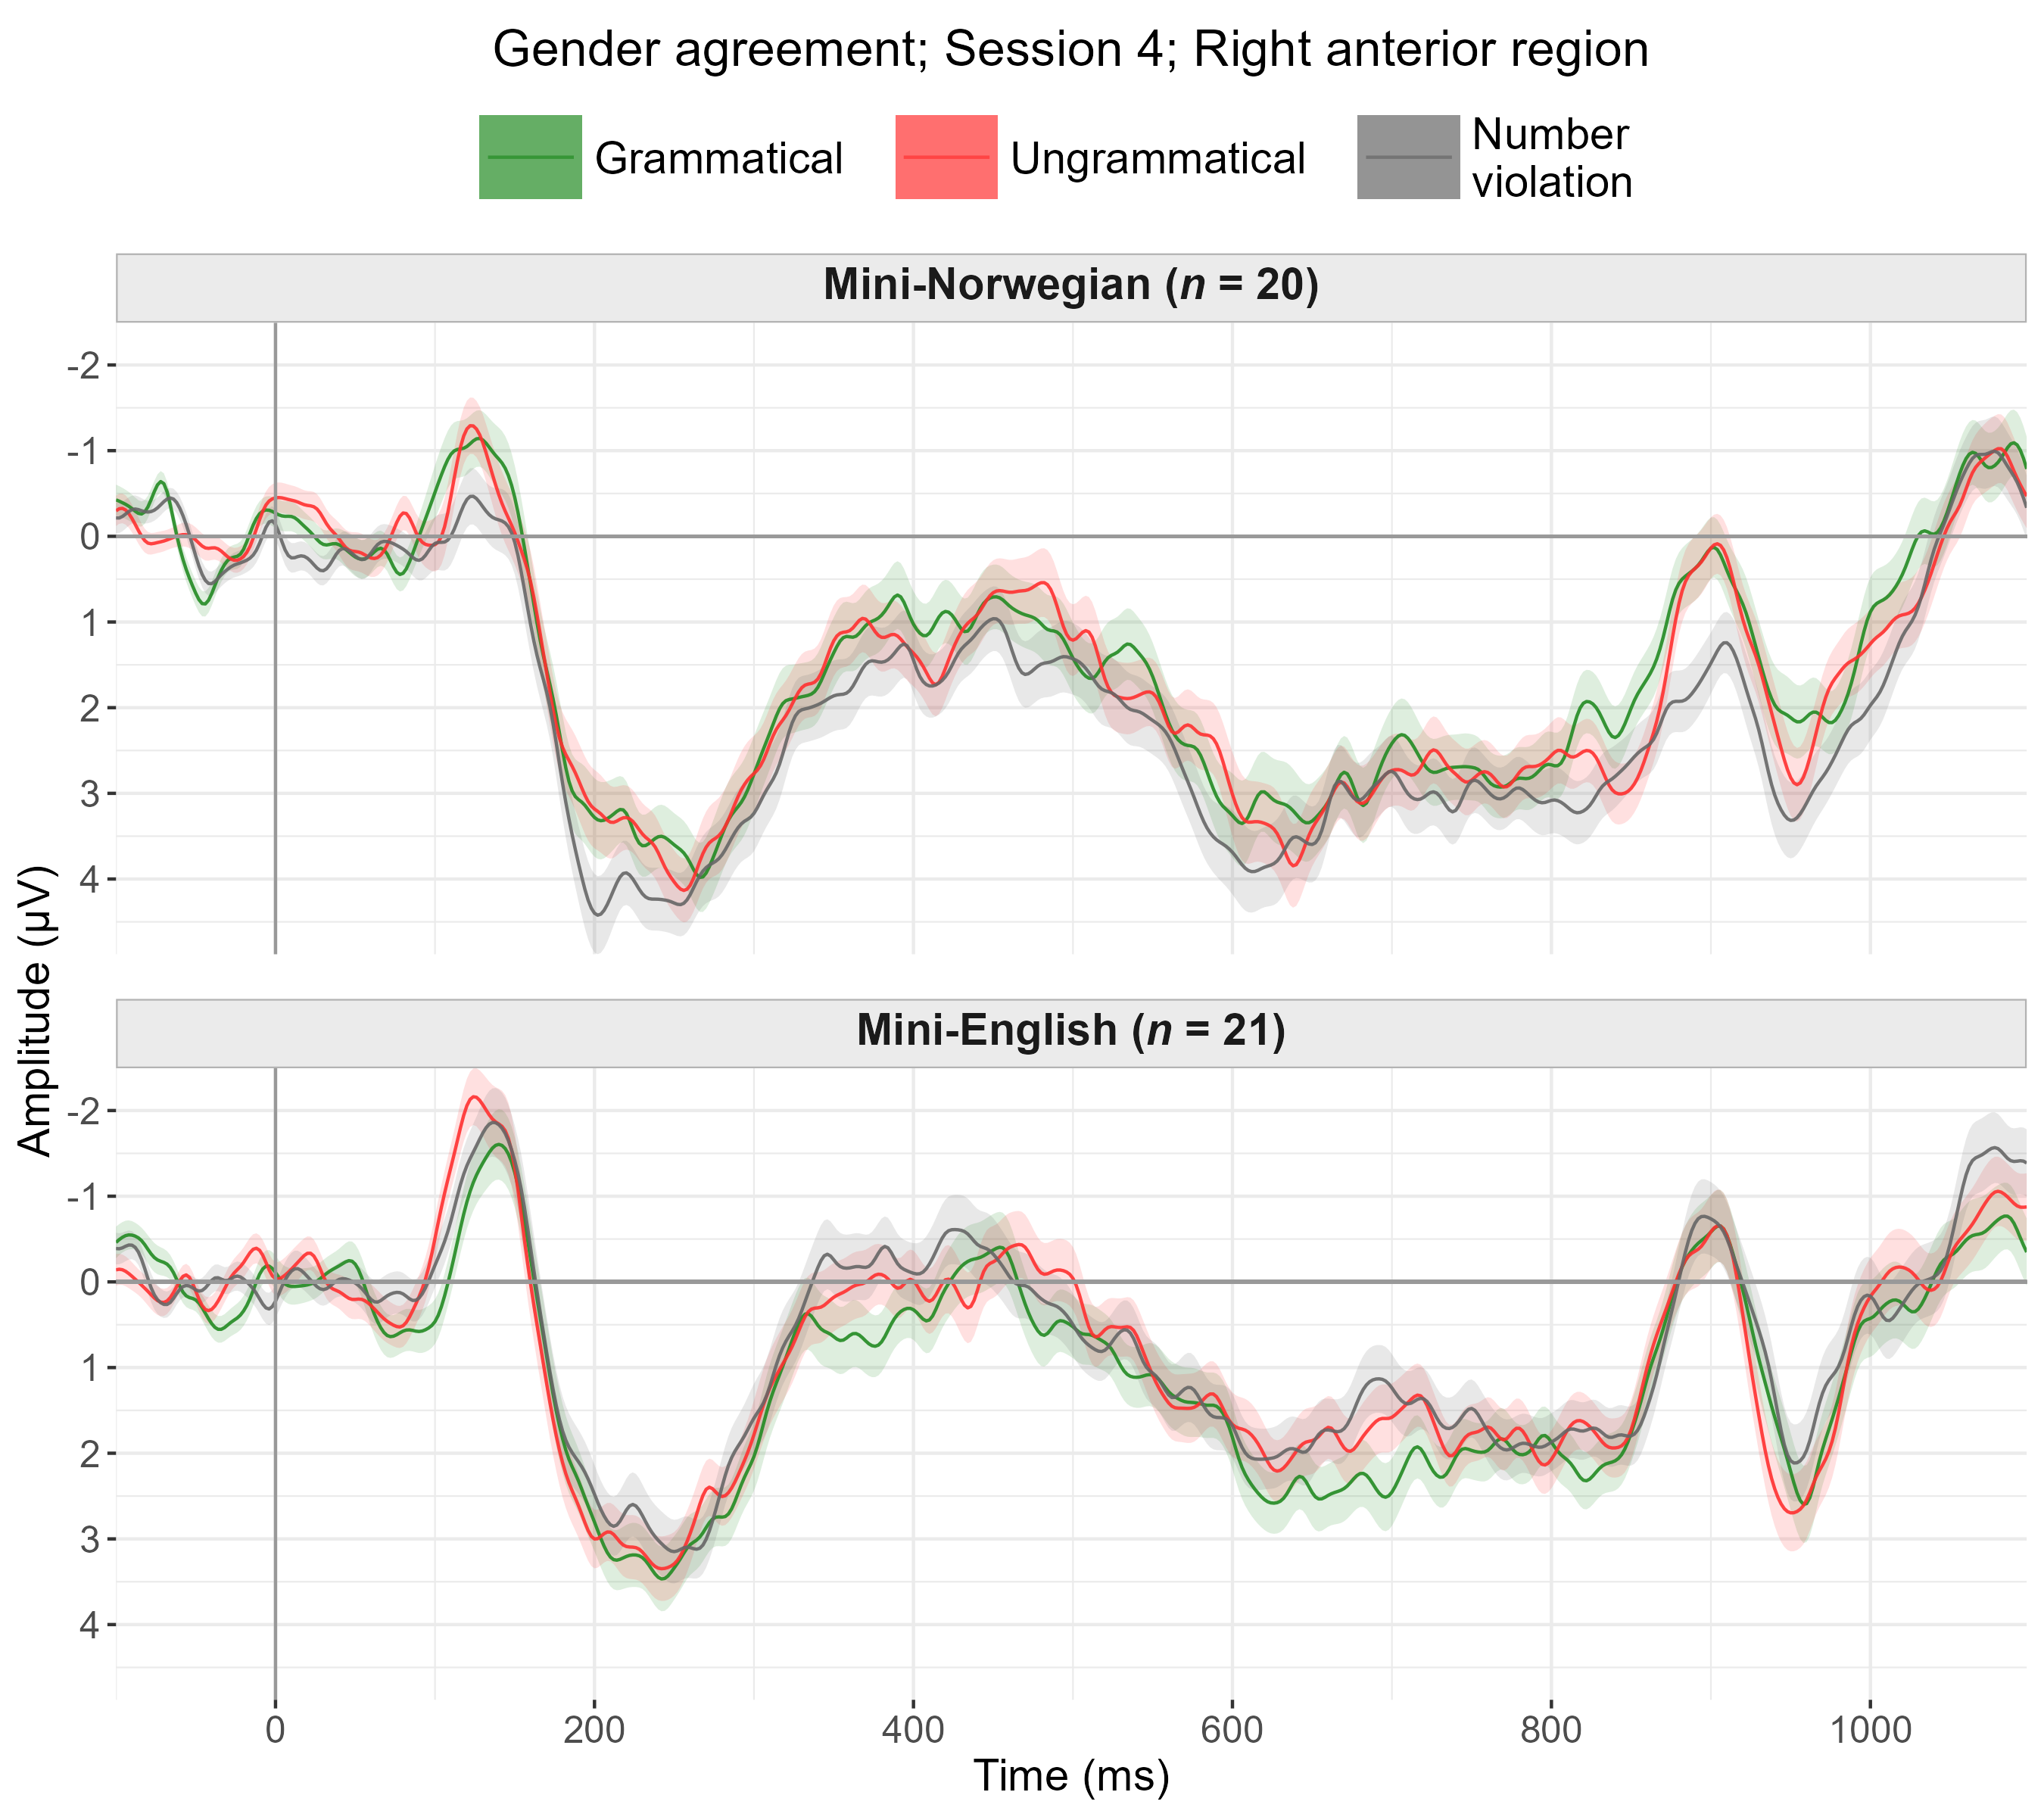 Gender agreement; Session 4; Right anterior region
Grammatical
Ungrammatical
Number
violation
Mini-Norwegian (n = 20)
-2
-1
0
1
2
3
4
Amplitude (µV)
Mini-English (n = 21)
-2
-1
0
1
2
3
4
0 200 400 600 800 1000
Time (ms)